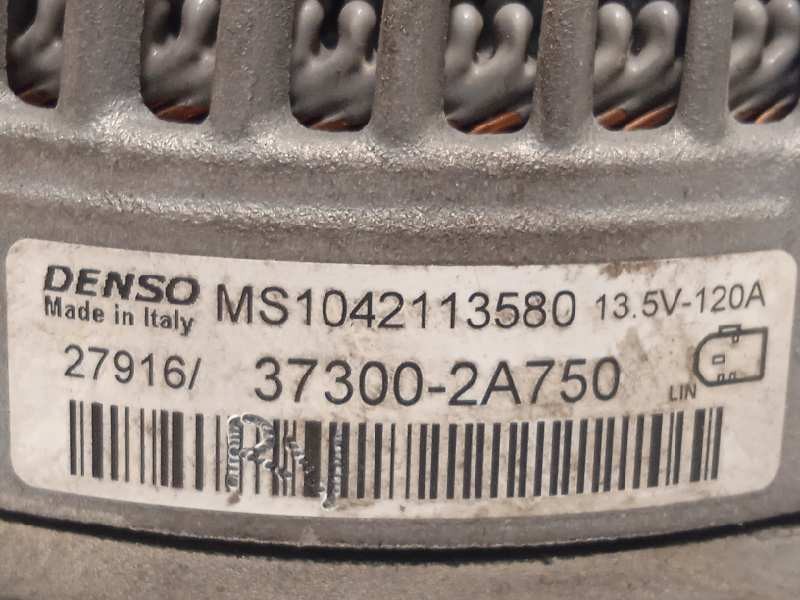 DENSO MS1042113580 13.5V-120A
Made in Italy
27916/ 37300-2A750
LIN